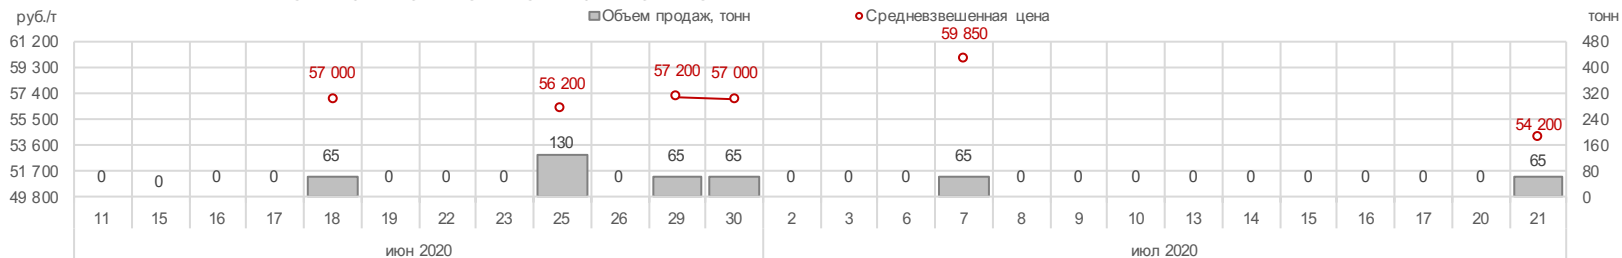 руб./т Объем продаж, тонн Средневзвешенная цена тонн
61 200 59 850 480
59 300 57 000 57 200 57 000 400
57 400 56 200 320
55 500 54 200 240
53 600 65 130 65 65 65 65 160
51 700 0 0 0 0 0 0 0 0 0 0 0 0 0 0 0 0 0 0 0 0 80
49 800 0
11 15 16 17 18 19 22 23 25 26 29 30 2 3 6 7 8 9 10 13 14 15 16 17 20 21
июн 2020 июл 2020